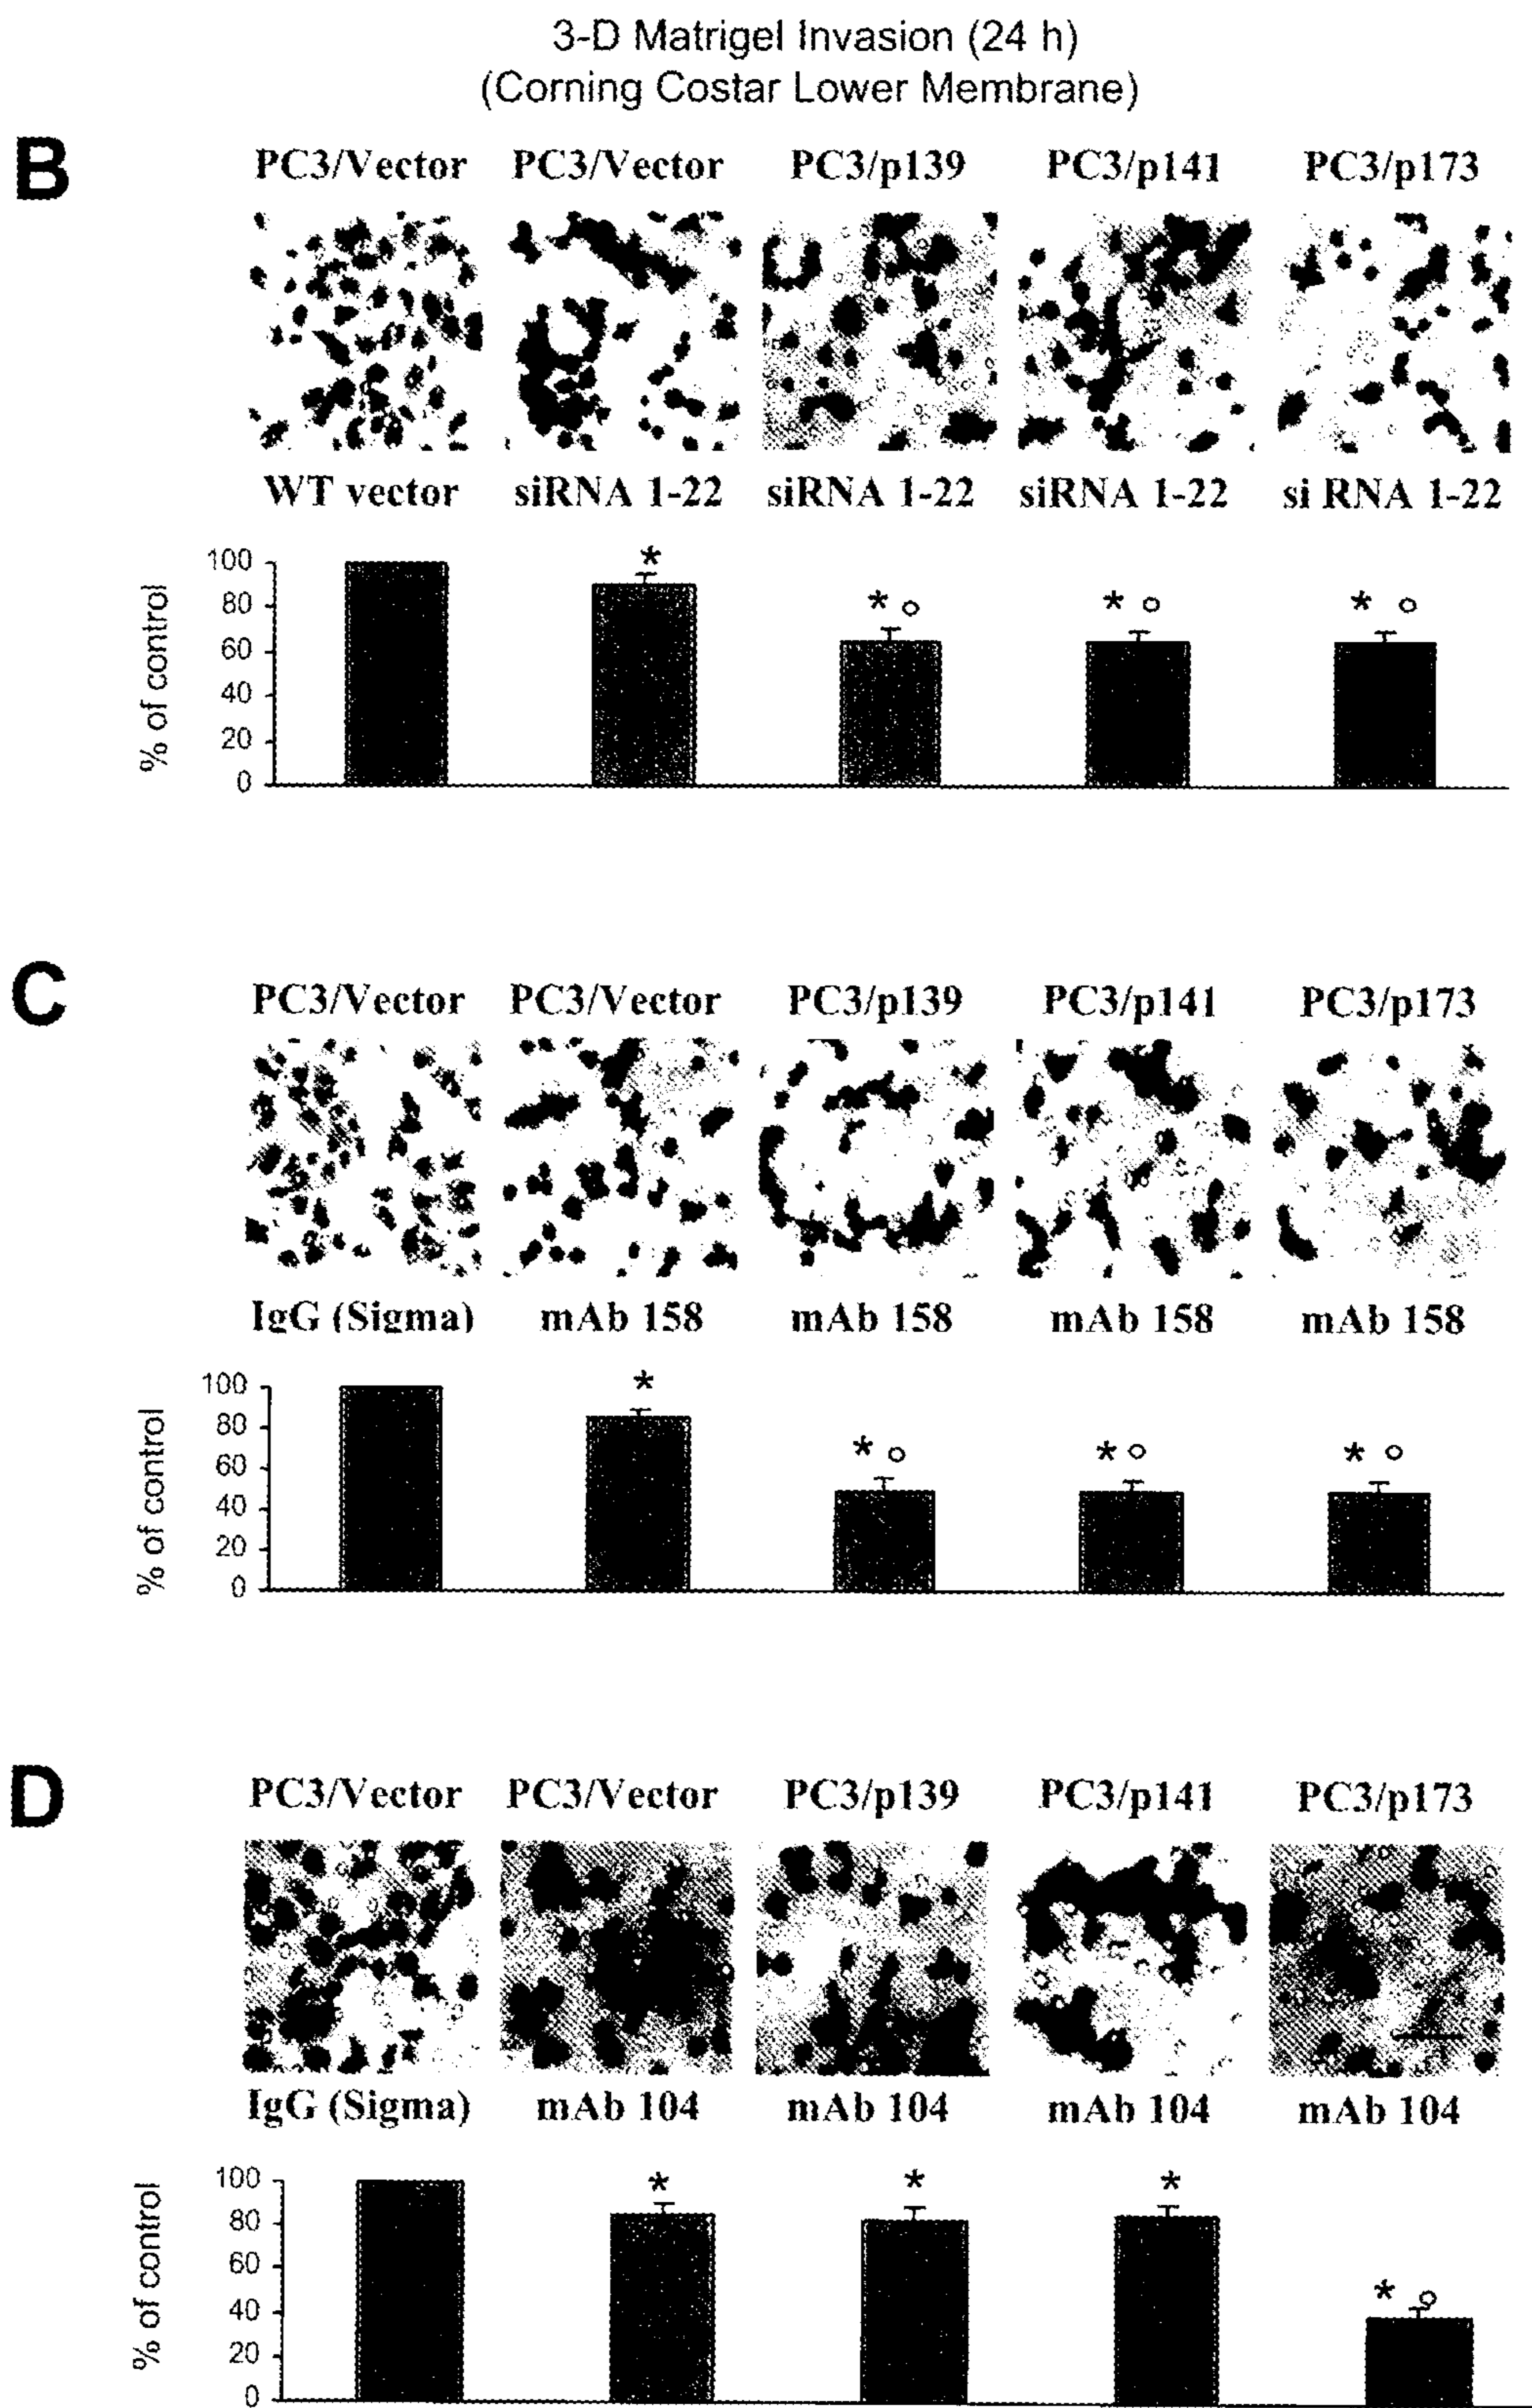 3-D Matrigel Invasion (24 h)
(Corning Costar Lower Membrane)
B
PC3/Vector PC3/Vector PC3/p139 PC3/p141 PC3/p173
WT vector siRNA 1-22 siRNA 1-22 siRNA 1-22 si RNA 1-22
% of control
100
80
60
40
20
0
*
* o
* o
* o
C
PC3/Vector PC3/Vector PC3/p139 PC3/p141 PC3/p173
IgG (Sigma) mAb 158 mAb 158 mAb 158 mAb 158
% of control
100
80
60
40
20
0
*
* o
* o
* o
D
PC3/Vector PC3/Vector PC3/p139 PC3/p141 PC3/p173
IgG (Sigma) mAb 104 mAb 104 mAb 104 mAb 104
% of control
100
80
60
40
20
0
*
*
*
* o